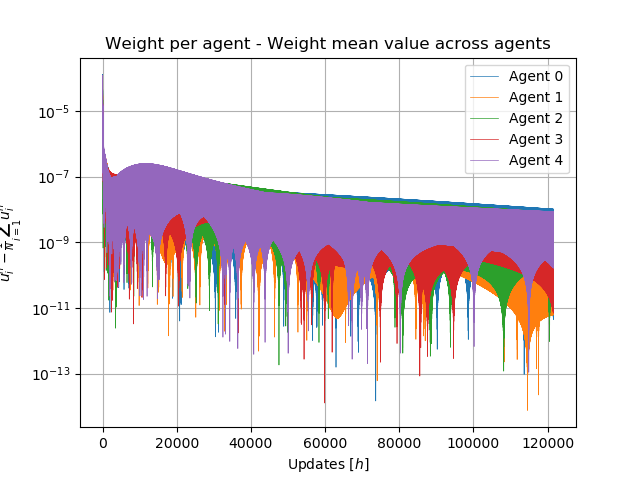 Weight per agent - Weight mean value across agents
Agent 0
Agent 1
Agent 2
Agent 3
Agent 4
10⁻⁵
10⁻⁷
10⁻⁹
10⁻¹¹
10⁻¹³
0 20000 40000 60000 80000 100000 120000
Updates [h]